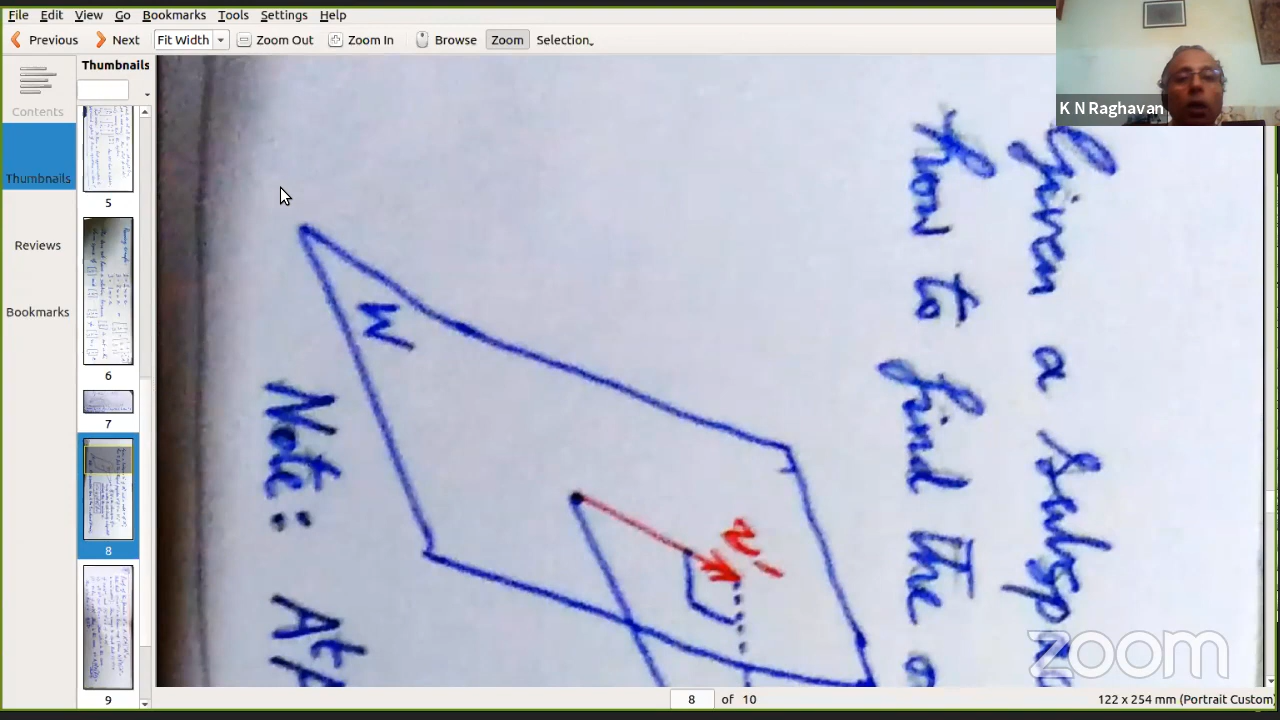 File Edit View Go Bookmarks Tools Settings Help
Previous Next Fit Width Zoom Out Zoom In Browse Zoom Selection
K N Raghavan
Contents
Thumbnails
Reviews
Bookmarks
Thumbnails
5
6
7
8
9
Given a subsp
how to find the o
W
v'
Note: At
zoom
8 of 10
122 x 254 mm (Portrait Custom)